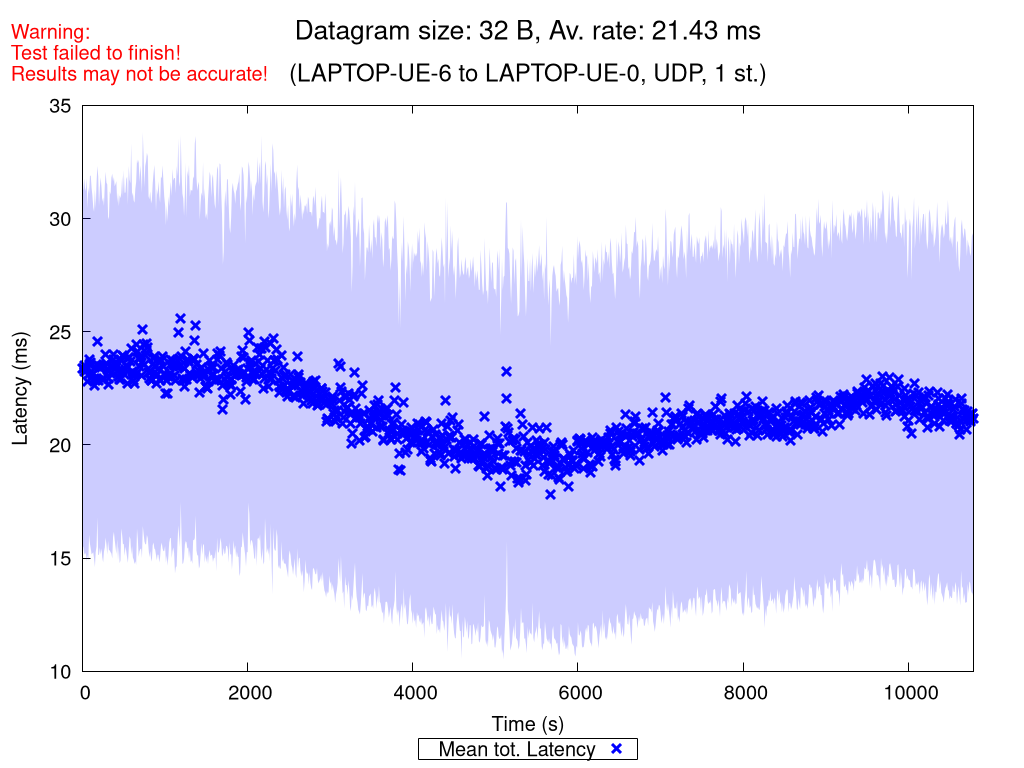 Warning:
Test failed to finish!
Results may not be accurate!
Datagram size: 32 B, Av. rate: 21.43 ms
(LAPTOP-UE-6 to LAPTOP-UE-0, UDP, 1 st.)
35
30
25
20
15
10
Latency (ms)
0 2000 4000 6000 8000 10000
Time (s)
Mean tot. Latency